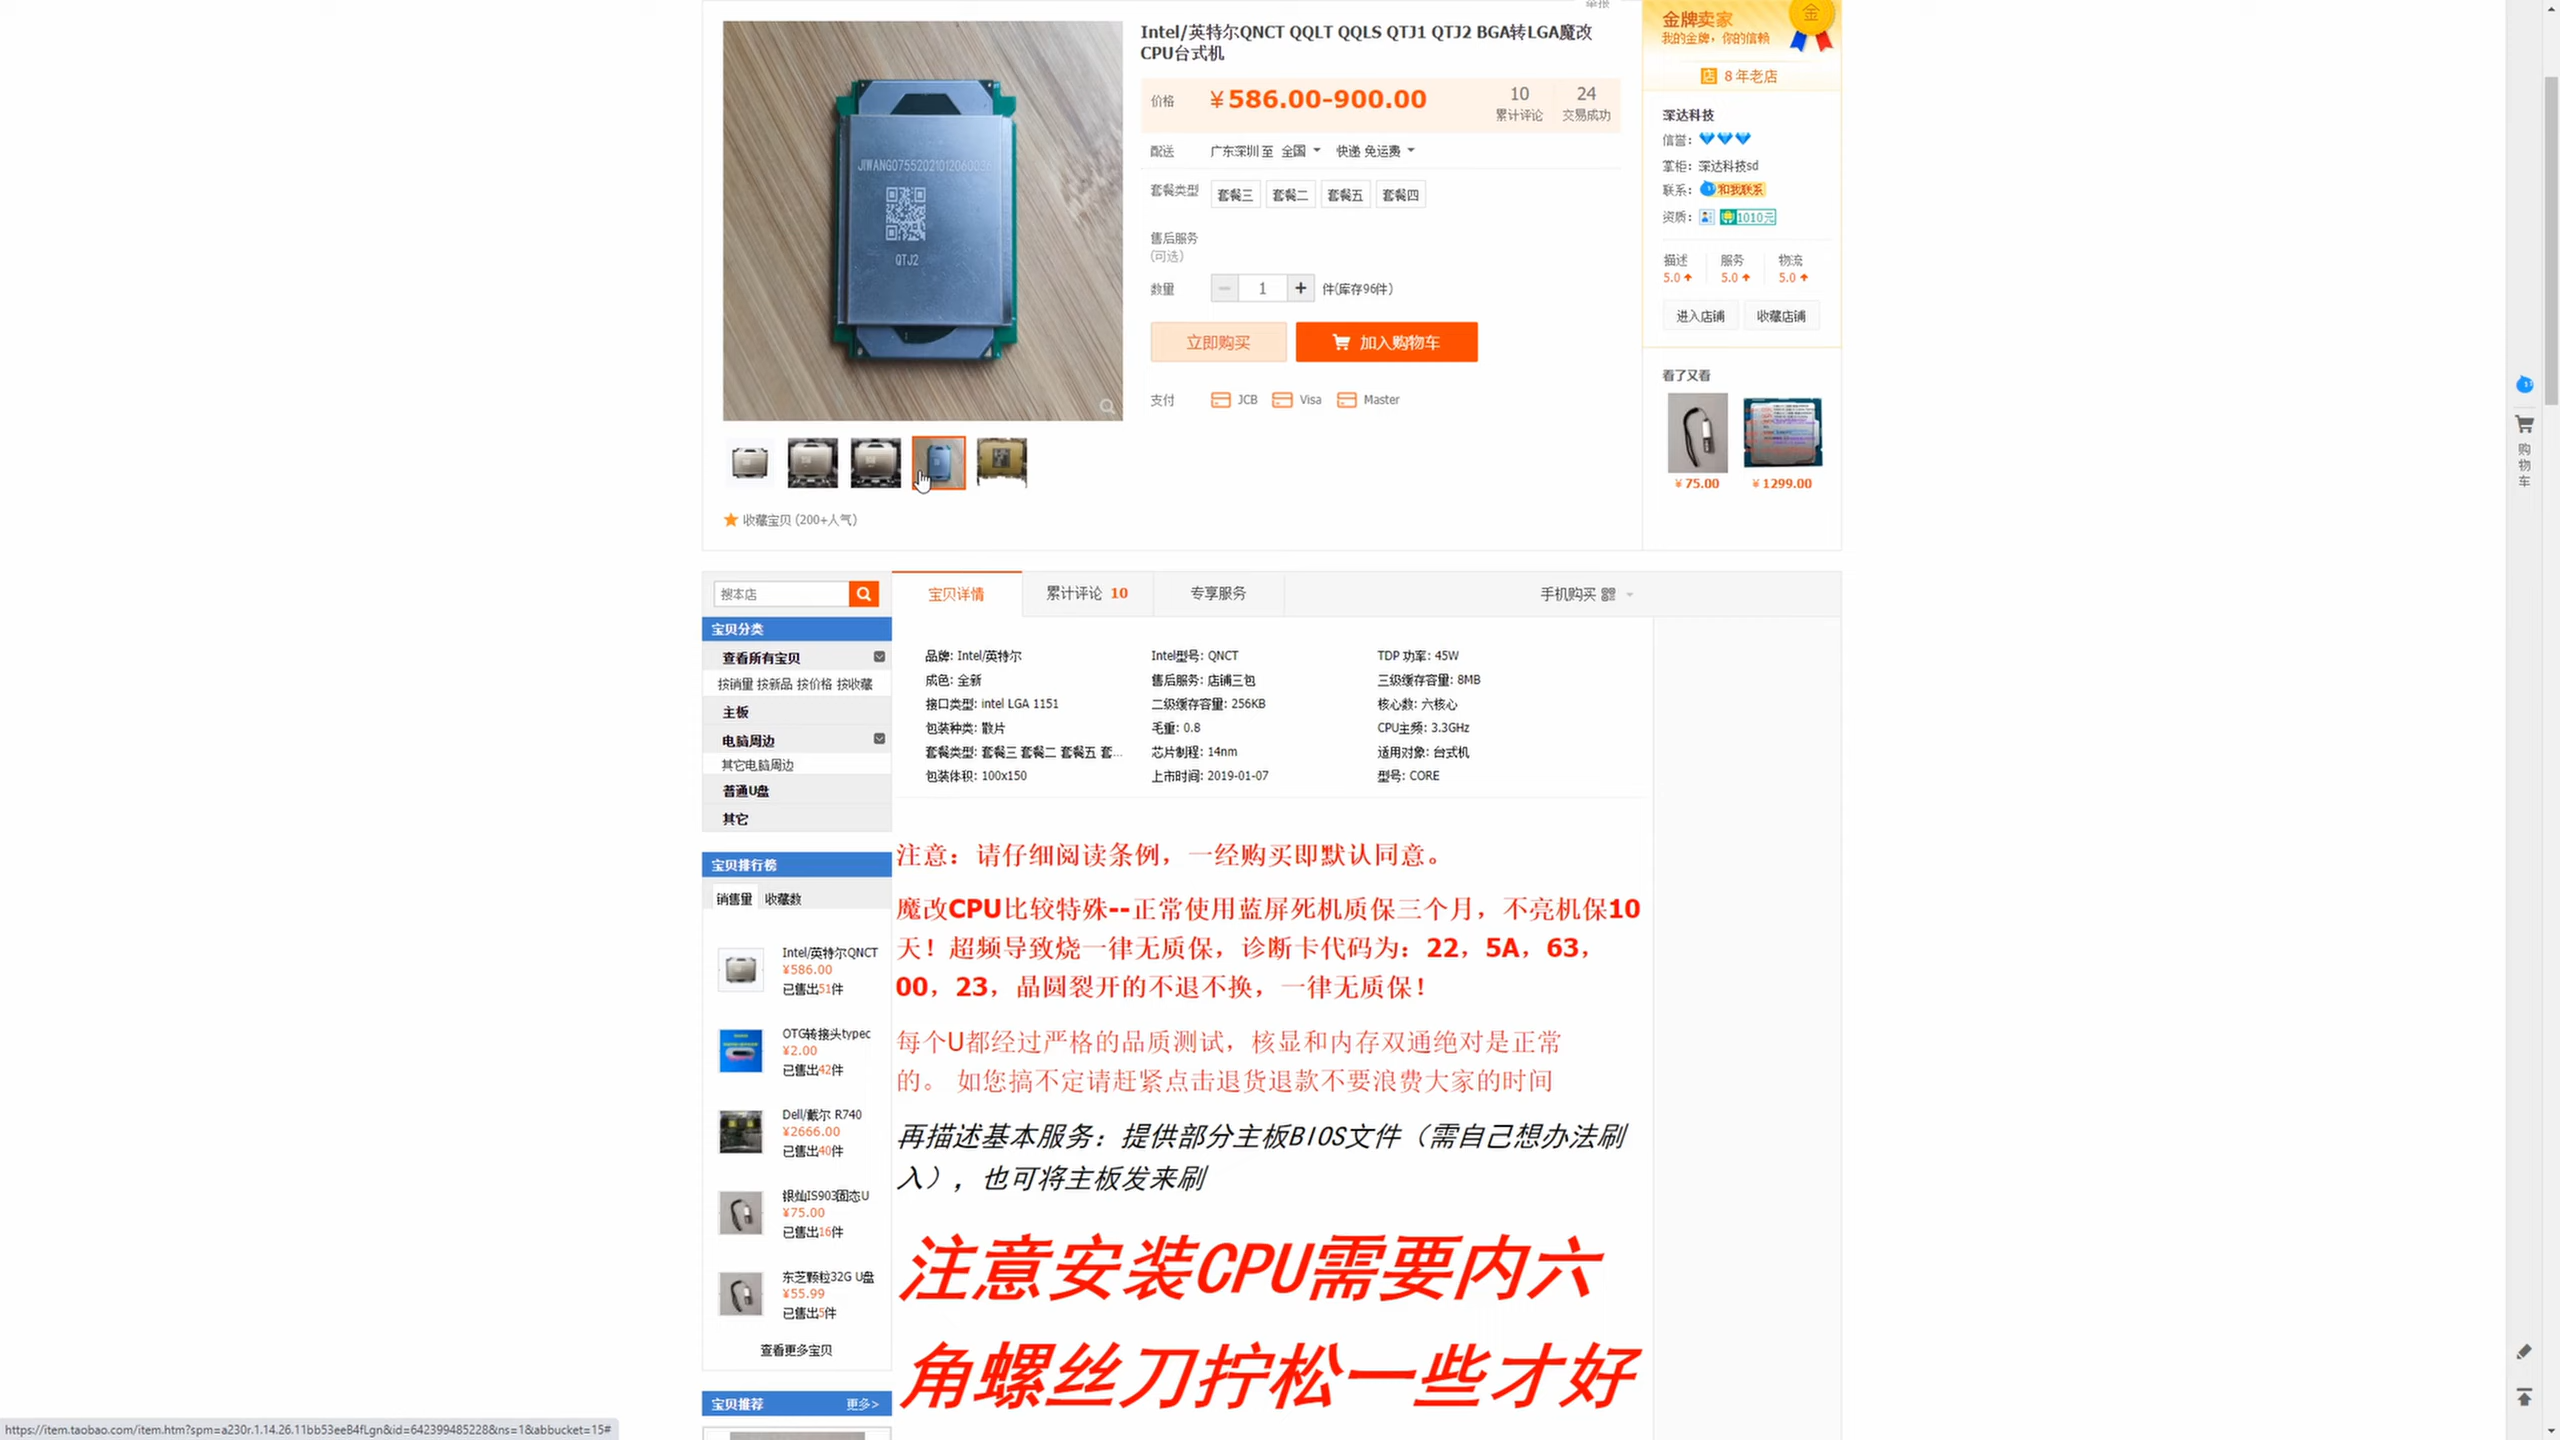 Intel/英特尔QNCT QQLT QQLS QTJ1 QTJ2 BGA转LGA魔改
CPU台式机
价格
¥586.00-900.00
10
累计评论
24
交易成功
配送
广东深圳 至 全国
快递 免运费
套餐类型
套餐三
套餐二
套餐五
套餐四
售后服务
(可选)
数量
1
件(库存96件)
立即购买
加入购物车
支付
JCB
Visa
Master
QTJ2
收藏宝贝 (200+人气)
金牌卖家
我的金牌，你的信赖
金
店 8年老店
深达科技
信誉：
掌柜： 深达科技sd
联系： 和我联系
资质： 1010元
描述
服务
物流
5.0
5.0
5.0
进入店铺
收藏店铺
看了又看
¥ 75.00
¥ 1299.00
购
物
车
搜本店
宝贝详情
累计评论 10
专享服务
手机购买
宝贝分类
查看所有宝贝
按销量 按新品 按价格 按收藏
主板
电脑周边
其它电脑周边
普通U盘
其它
宝贝排行榜
销售量 收藏数
Intel/英特尔QNCT
¥586.00
已售出51件
OTG转接头typec
¥2.00
已售出42件
Dell/戴尔 R740
¥2666.00
已售出40件
银灿IS903固态U
¥75.00
已售出16件
东芝颗粒32G U盘
¥55.99
已售出5件
查看更多宝贝
宝贝推荐
更多>
品牌: Intel/英特尔
Intel型号: QNCT
TDP 功率: 45W
成色: 全新
售后服务: 店铺三包
三级缓存容量: 8MB
接口类型: intel LGA 1151
二级缓存容量: 256KB
核心数: 六核心
包装种类: 散片
毛重: 0.8
CPU主频: 3.3GHz
套餐类型: 套餐三 套餐二 套餐五 套...
芯片制程: 14nm
适用对象: 台式机
包装体积: 100x150
上市时间: 2019-01-07
型号: CORE
注意：请仔细阅读条例，一经购买即默认同意。
魔改CPU比较特殊--正常使用蓝屏死机质保三个月，不亮机保10
天！超频导致烧一律无质保，诊断卡代码为：22，5A，63，
00，23，晶圆裂开的不退不换，一律无质保！
每个U都经过严格的品质测试，核显和内存双通绝对是正常
的。 如您搞不定请赶紧点击退货退款不要浪费大家的时间
再描述基本服务：提供部分主板BIOS文件（需自己想办法刷
入），也可将主板发来刷
注意安装CPU需要内六
角螺丝刀拧松一些才好
https://item.taobao.com/item.htm?spm=a230r.1.14.26.11bb53eeB4fLgn&id=642399485228&ns=1&abbucket=15#